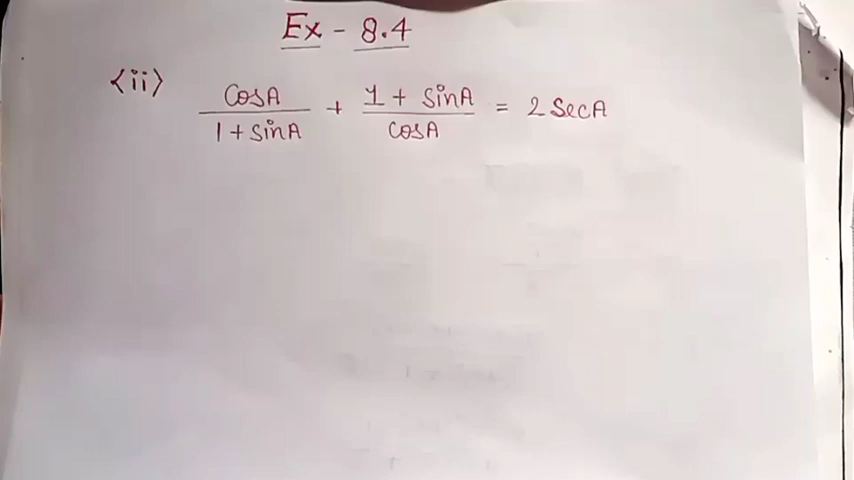 Ex - 8.4
<ii> cosA / 1 + sinA + 1 + sinA / cosA = 2 SecA